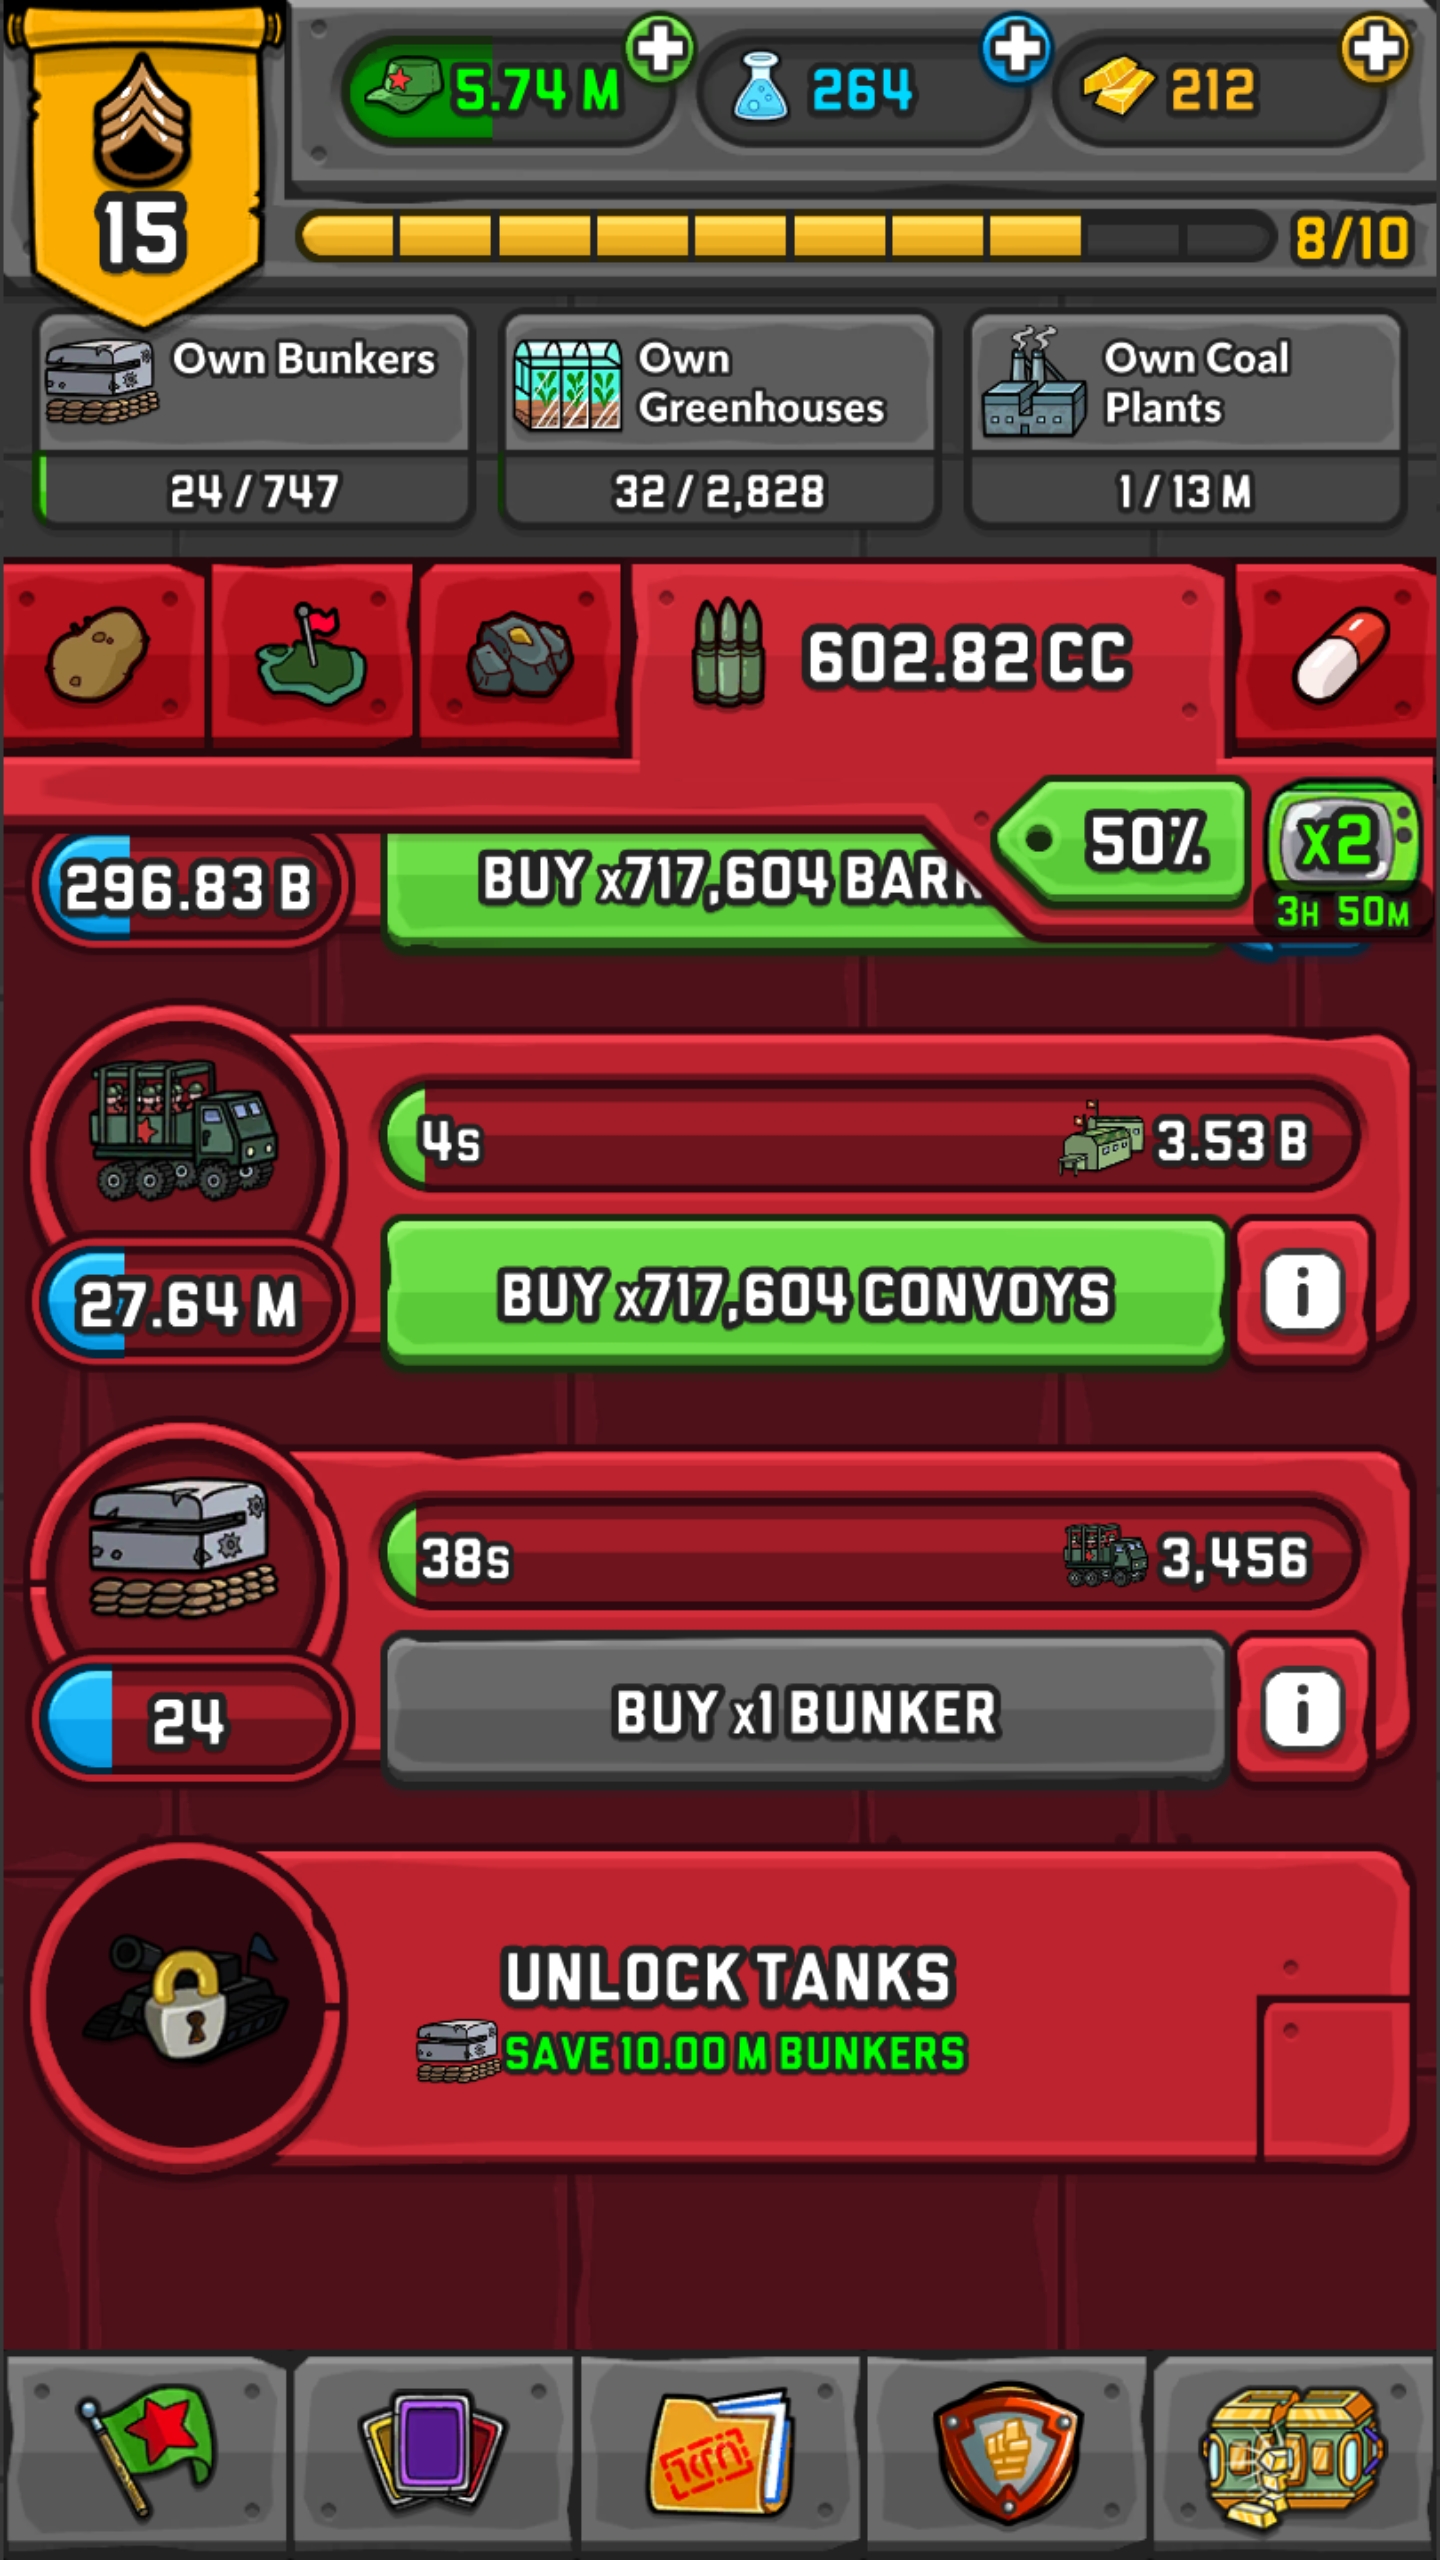 5.74 M
264
212
15
8/10
Own Bunkers
24 / 747
Own
Greenhouses
32 / 2,828
Own Coal
Plants
1 / 13 M
602.82 CC
50%
x2
3H 50M
296.83 B
BUY x717,604
4s
3.53 B
27.64 M
BUY x717,604 CONVOYS
i
38s
3,456
24
BUY x1 BUNKER
i
UNLOCK TANKS
SAVE 10.00 M BUNKERS